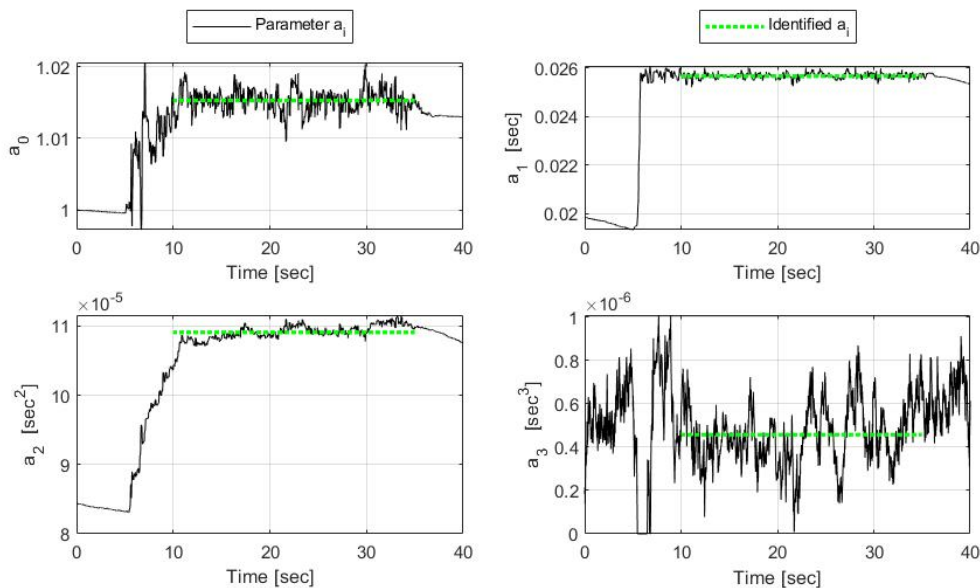 Parameter a_i
Identified a_i
1.02
1.01
1
a_0
0 10 20 30 40
Time [sec]
0.026
0.024
0.022
0.02
a_1 [sec]
0 10 20 30 40
Time [sec]
×10^-5
11
10
9
8
a_2 [sec^2]
0 10 20 30 40
Time [sec]
×10^-6
1
0.8
0.6
0.4
0.2
0
a_3 [sec^3]
0 10 20 30 40
Time [sec]